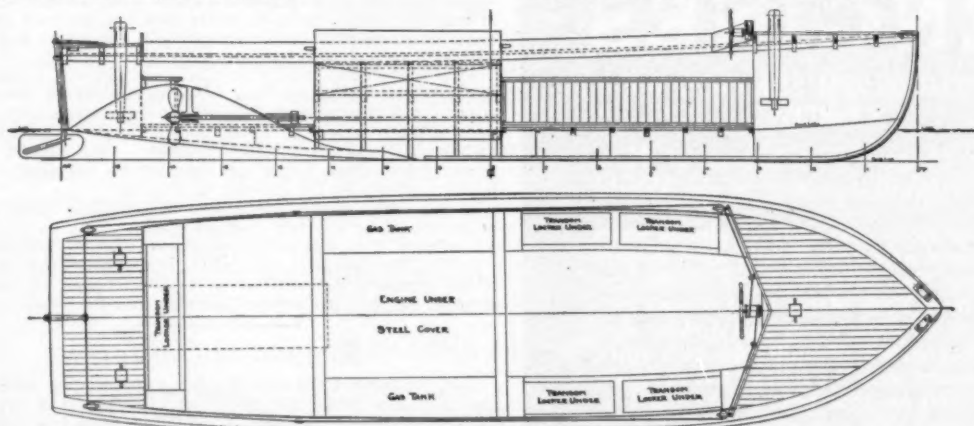 GAS TANK
TRANSOM
LOCKER UNDER
TRANSOM
LOCKER UNDER
TRANSOM
LOCKER UNDER
ENGINE UNDER
STEEL COVER
GAS TANK
TRANSOM
LOCKER UNDER
TRANSOM
LOCKER UNDER